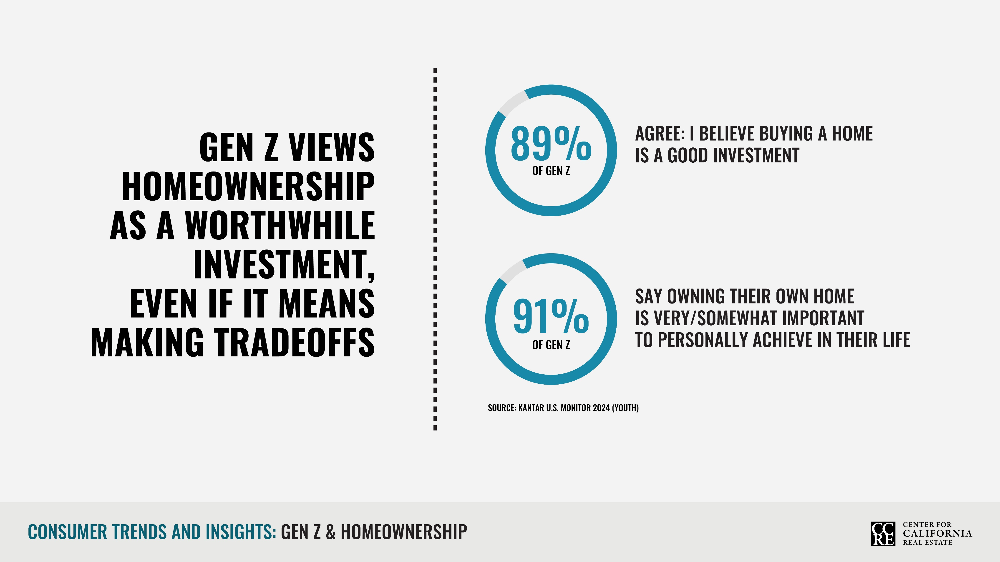 GEN Z VIEWS
HOMEOWNERSHIP
AS A WORTHWHILE
INVESTMENT,
EVEN IF IT MEANS
MAKING TRADEOFFS
89%
OF GEN Z
AGREE: I BELIEVE BUYING A HOME
IS A GOOD INVESTMENT
91%
OF GEN Z
SAY OWNING THEIR OWN HOME
IS VERY/SOMEWHAT IMPORTANT
TO PERSONALLY ACHIEVE IN THEIR LIFE
SOURCE: KANTAR U.S. MONITOR 2024 (YOUTH)
CONSUMER TRENDS AND INSIGHTS: GEN Z & HOMEOWNERSHIP
CC
RE
CENTER FOR
CALIFORNIA
REAL ESTATE